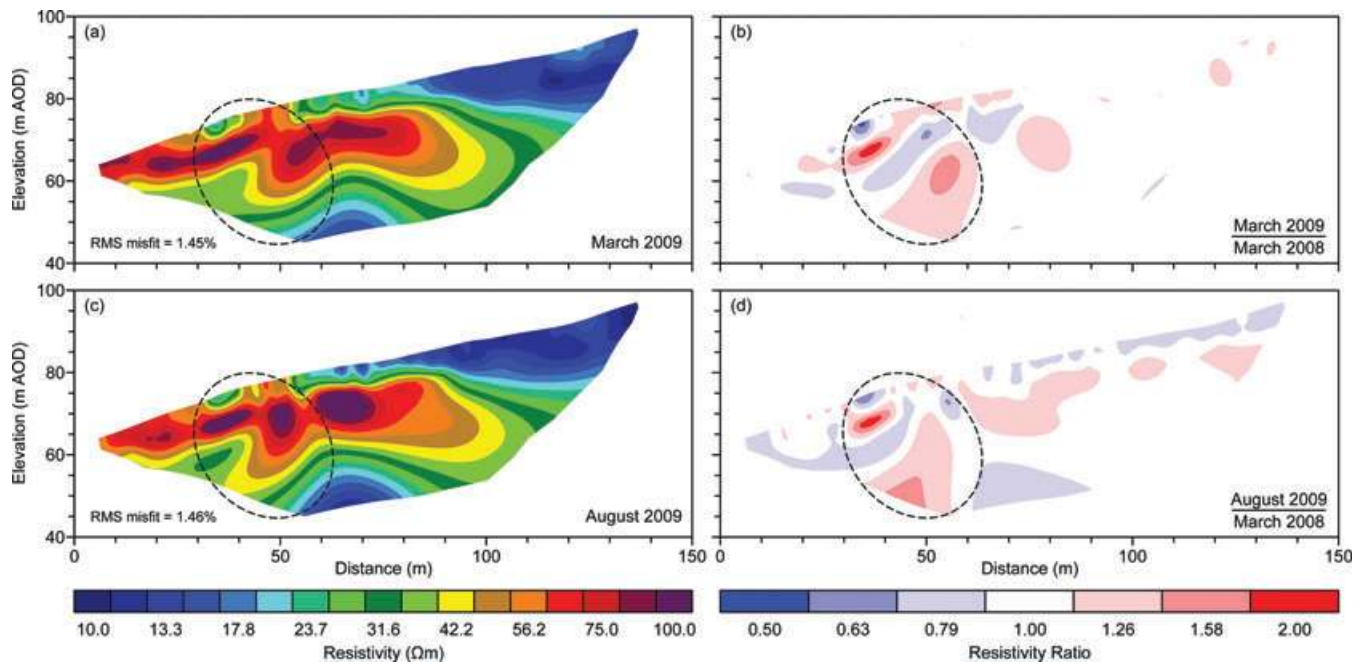 100
80
60
40
Elevation (m AOD)
(a)
RMS misfit = 1.45%
March 2009
(b)
March 2009
March 2008
100
80
60
40
Elevation (m AOD)
(c)
RMS misfit = 1.46%
August 2009
(d)
August 2009
March 2008
0 50 100 150
0 50 100 150
Distance (m)
Distance (m)
10.0 13.3 17.8 23.7 31.6 42.2 56.2 75.0 100.0
0.50 0.63 0.79 1.00 1.26 1.58 2.00
Resistivity (Ωm)
Resistivity Ratio